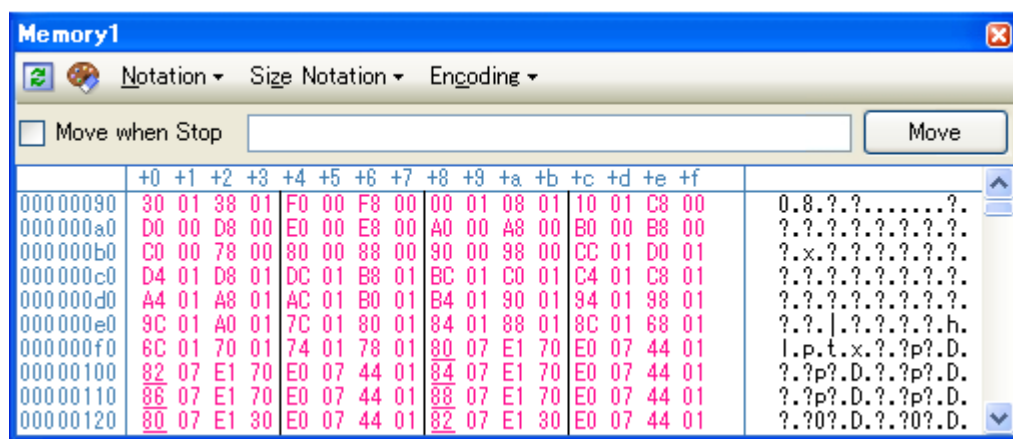 Memory1
Notation Size Notation Encoding
Move when Stop Move
+0 +1 +2 +3 +4 +5 +6 +7 +8 +9 +a +b +c +d +e +f
00000090 30 01 38 01 F0 00 F8 00 00 01 08 01 10 01 C8 00 0.8.?.?.......?.
000000a0 D0 00 D8 00 E0 00 E8 00 A0 00 A8 00 B0 00 B8 00 ?.?.?.?.?.?.?.?.
000000b0 C0 00 78 00 80 00 88 00 90 00 98 00 CC 01 D0 01 ?.x.?.?.?.?.?.?.
000000c0 D4 01 D8 01 DC 01 B8 01 BC 01 C0 01 C4 01 C8 01 ?.?.?.?.?.?.?.?.
000000d0 A4 01 A8 01 AC 01 B0 01 B4 01 90 01 94 01 98 01 ?.?.?.?.?.?.?.?.
000000e0 9C 01 A0 01 7C 01 80 01 84 01 88 01 8C 01 68 01 ?.?.|.?.?.?.?.h.
000000f0 6C 01 70 01 74 01 78 01 80 07 E1 70 E0 07 44 01 l.p.t.x.?.?p?.D.
00000100 82 07 E1 70 E0 07 44 01 84 07 E1 70 E0 07 44 01 ?.?p?.D.?.?p?.D.
00000110 86 07 E1 70 E0 07 44 01 88 07 E1 70 E0 07 44 01 ?.?p?.D.?.?p?.D.
00000120 80 07 E1 30 E0 07 44 01 82 07 E1 30 E0 07 44 01 ?.?0?.D.?.?0?.D.